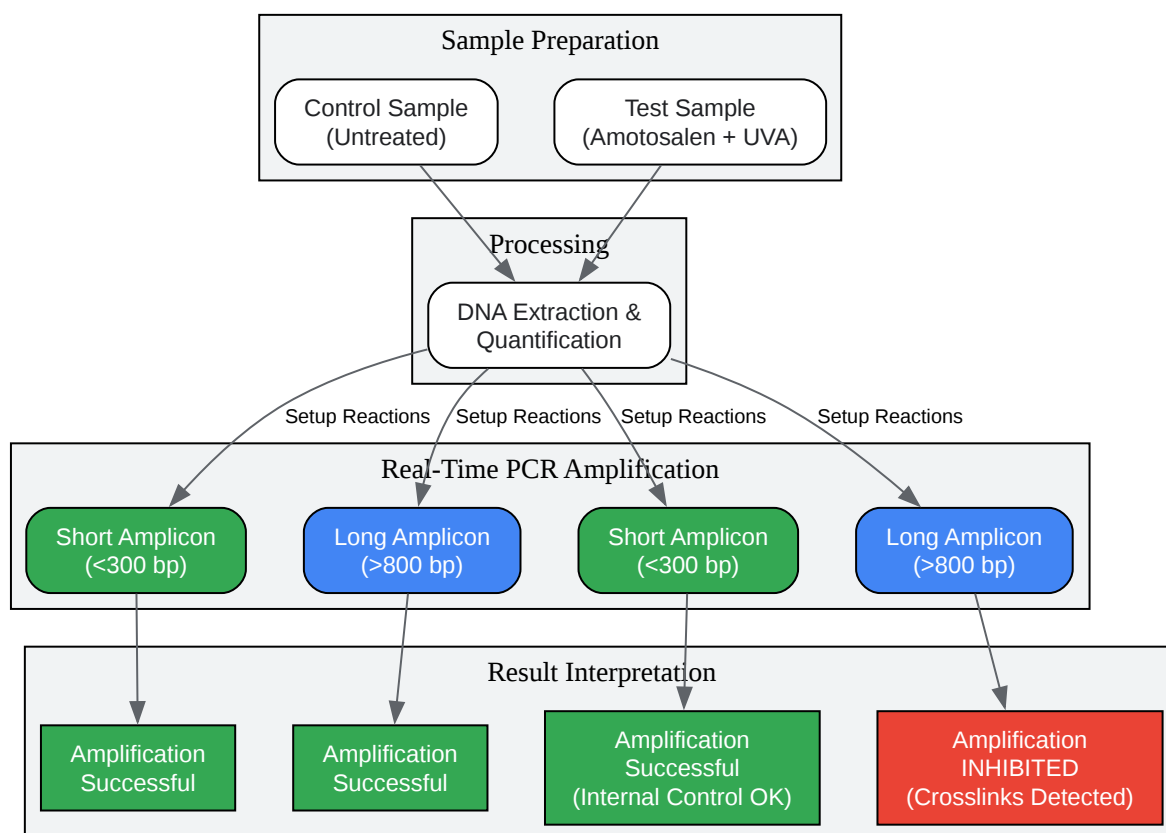 Sample Preparation
Control Sample
(Untreated)
Test Sample
(Amotosalen + UVA)
Processing
DNA Extraction &
Quantification
Setup Reactions
Setup Reactions
Setup Reactions
Setup Reactions
Real-Time PCR Amplification
Short Amplicon
(<300 bp)
Long Amplicon
(>800 bp)
Short Amplicon
(<300 bp)
Long Amplicon
(>800 bp)
Result Interpretation
Amplification
Successful
Amplification
Successful
Amplification
Successful
(Internal Control OK)
Amplification
INHIBITED
(Crosslinks Detected)